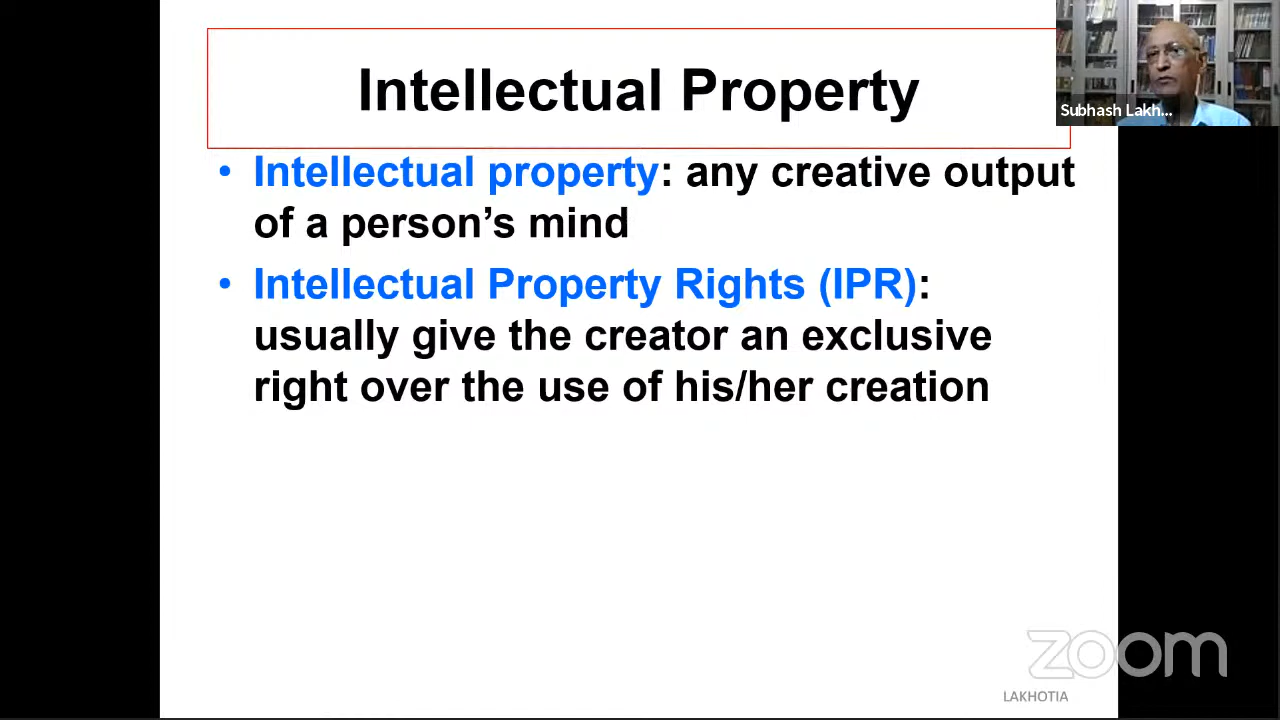 Intellectual Property
Subhash Lakh...
• Intellectual property: any creative output
of a person’s mind
• Intellectual Property Rights (IPR):
usually give the creator an exclusive
right over the use of his/her creation
zoom
LAKHOTIA